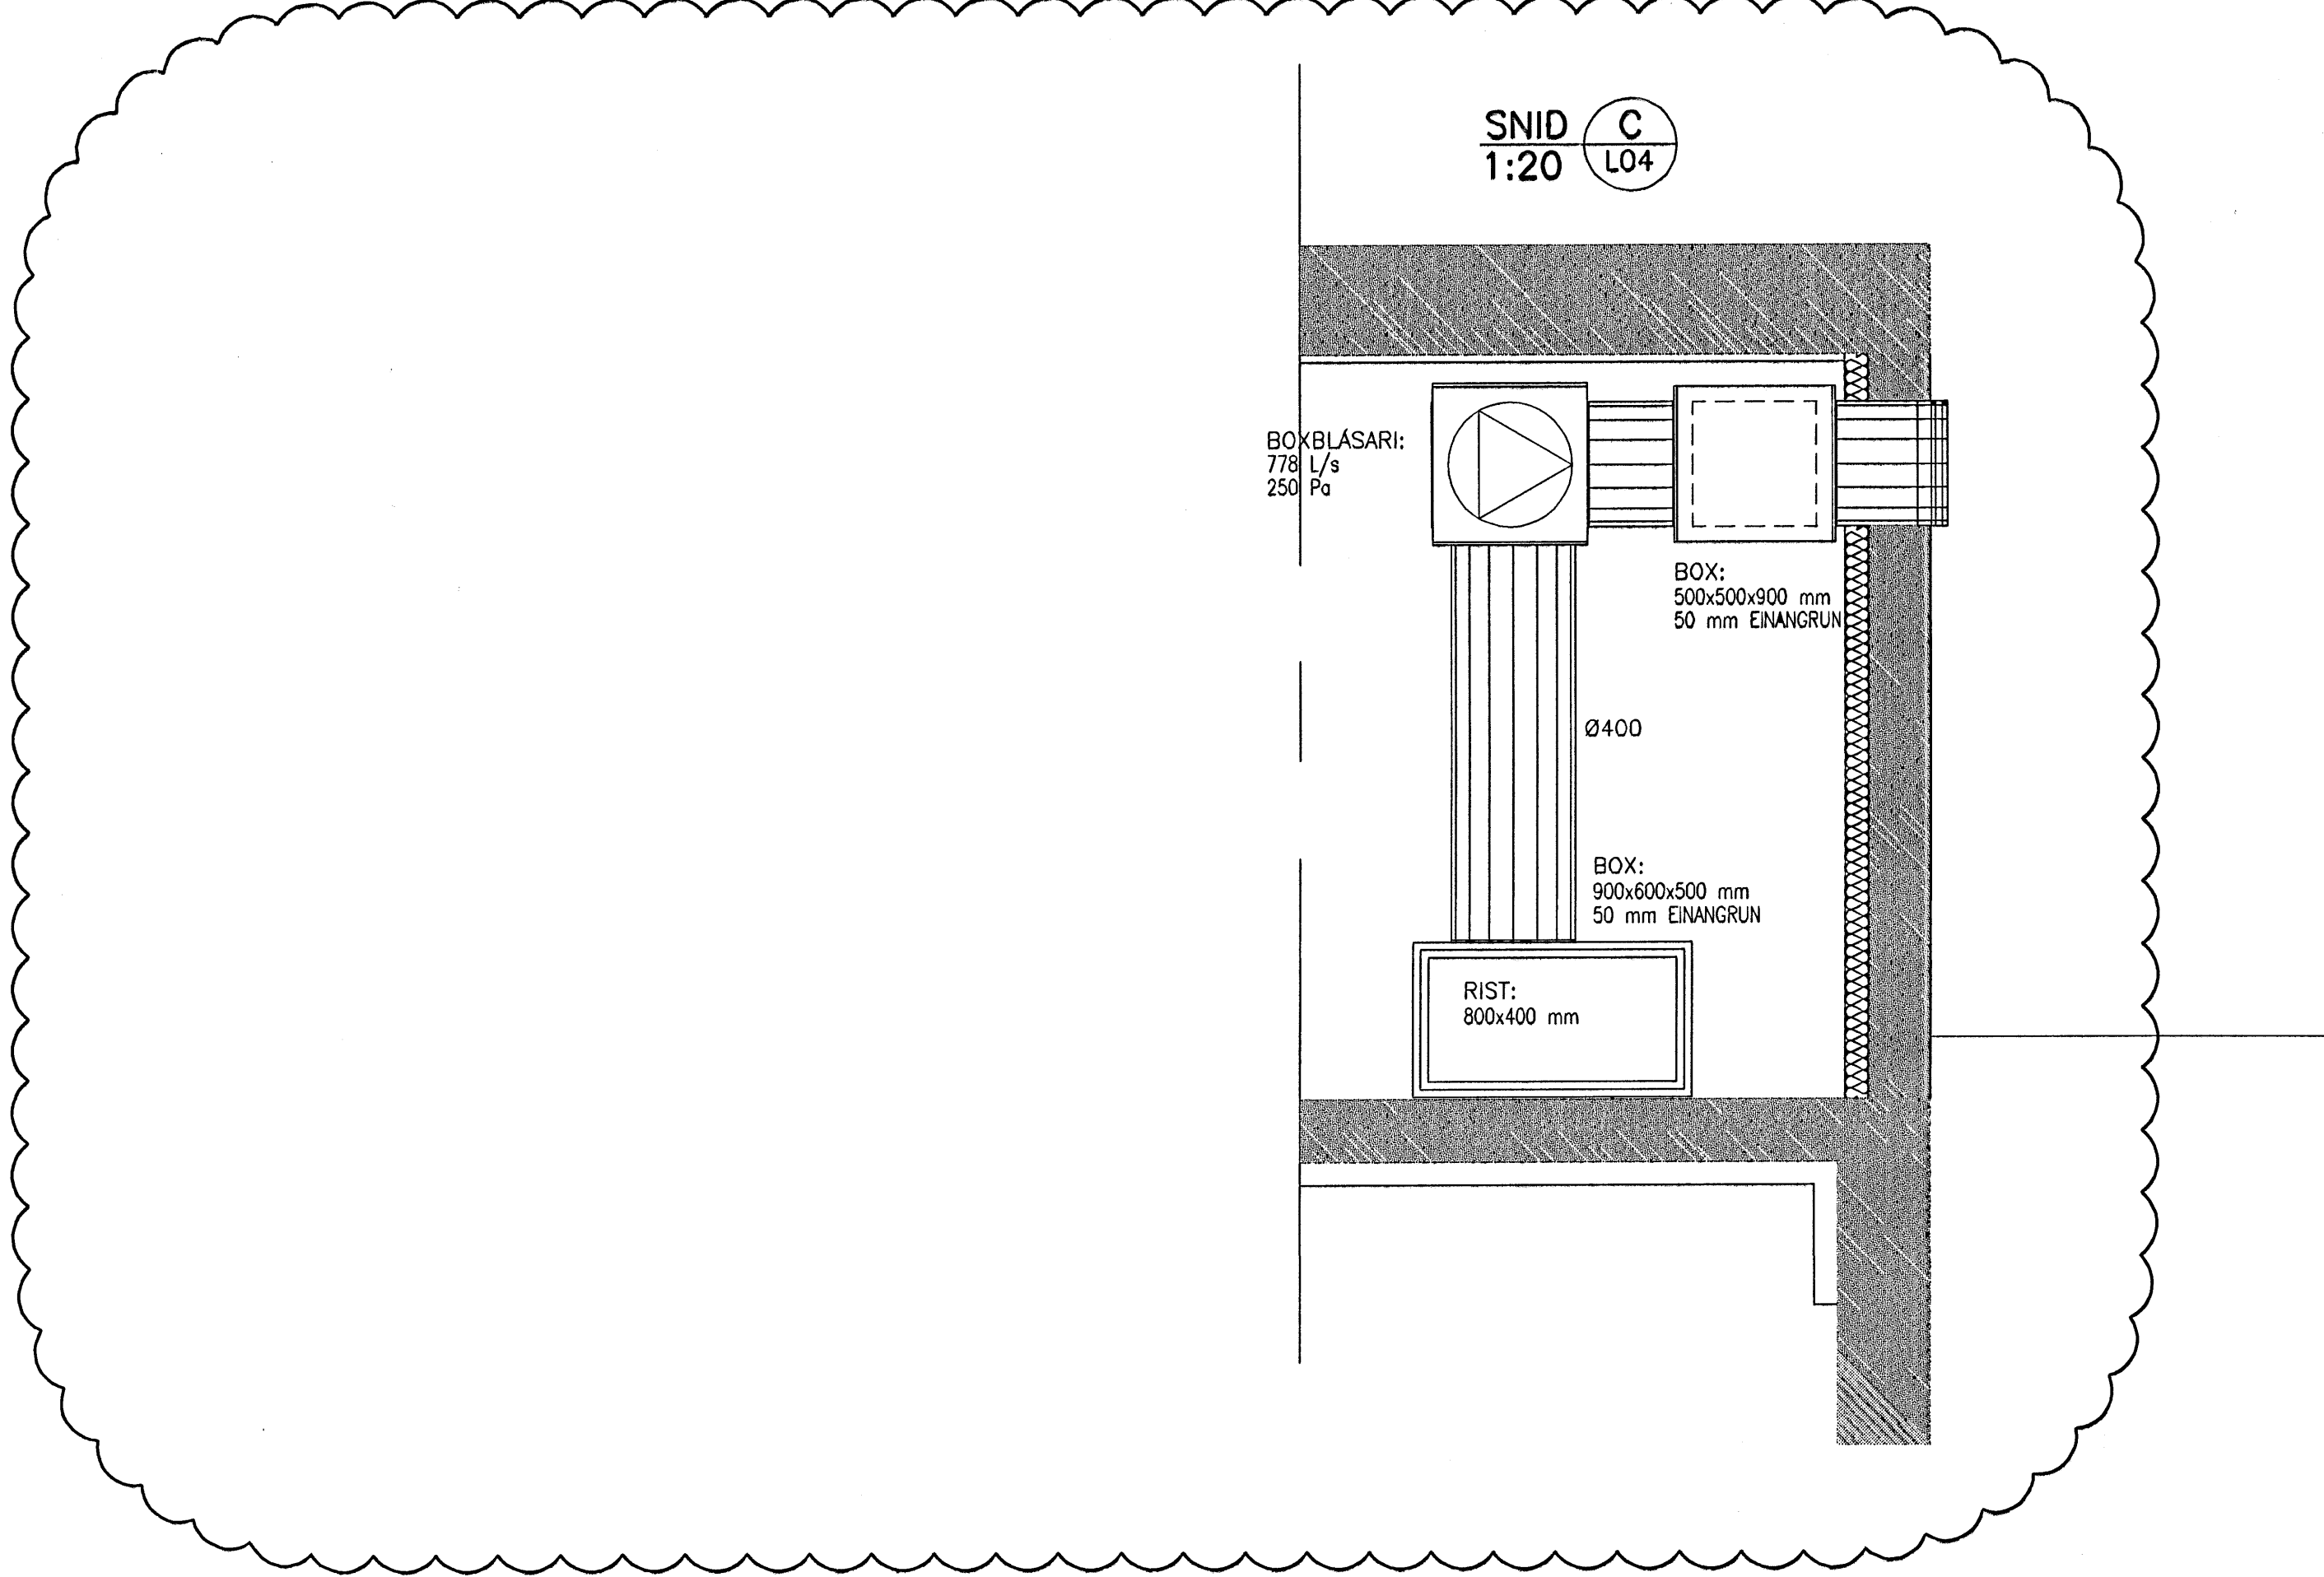 SNID C
1:20 L04
BOXBLÁSARI:
778 L/s
250 Pa
BOX:
500x500x900 mm
50 mm EINANGRUN
Ø400
BOX:
900x600x500 mm
50 mm EINANGRUN
RIST:
800x400 mm